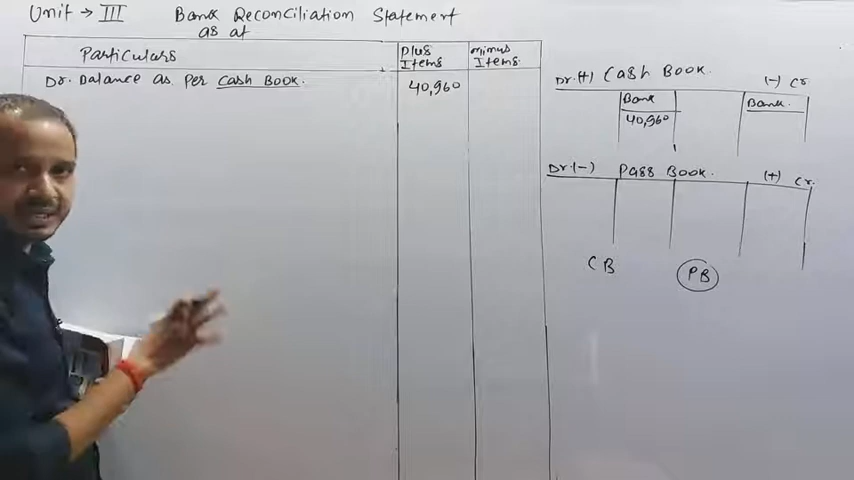 Unit → III Bank Reconciliation Statement
as at
Particulars
Plus Items
Minus Items.
Dr. Balance as per Cash Book.
40,960
Dr. (+) Cash Book. (-) Cr
Bank
Bank.
40,960
Dr. (-) Pass Book. (+) Cr.
CB
PB